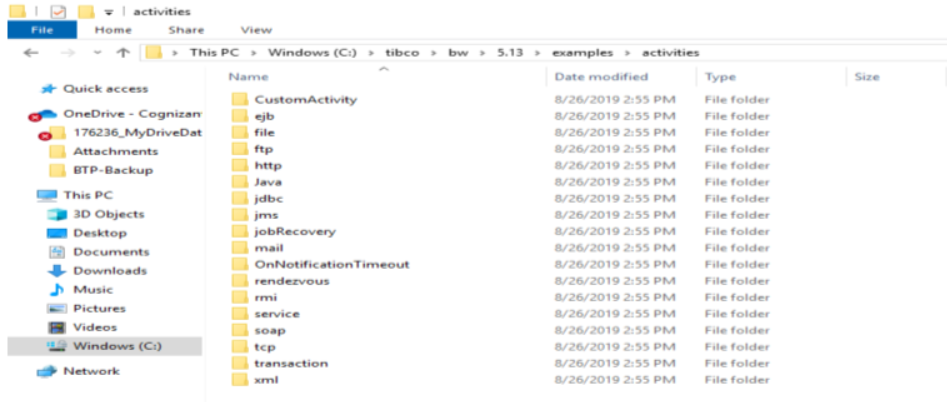 activities
File Home Share View
This PC > Windows (C:) > tibco > bw > 5.13 > examples > activities
Name Date modified Type Size
Quick access
OneDrive - Cognizan
176236_MyDriveDat
Attachments
BTP-Backup
This PC
3D Objects
Desktop
Documents
Downloads
Music
Pictures
Videos
Windows (C:)
Network
CustomActivity 8/26/2019 2:55 PM File folder
ejb 8/26/2019 2:55 PM File folder
file 8/26/2019 2:55 PM File folder
ftp 8/26/2019 2:55 PM File folder
http 8/26/2019 2:55 PM File folder
Java 8/26/2019 2:55 PM File folder
jdbc 8/26/2019 2:55 PM File folder
jms 8/26/2019 2:55 PM File folder
jobRecovery 8/26/2019 2:55 PM File folder
mail 8/26/2019 2:55 PM File folder
OnNotificationTimeout 8/26/2019 2:55 PM File folder
rendezvous 8/26/2019 2:55 PM File folder
rmi 8/26/2019 2:55 PM File folder
service 8/26/2019 2:55 PM File folder
soap 8/26/2019 2:55 PM File folder
tcp 8/26/2019 2:55 PM File folder
transaction 8/26/2019 2:55 PM File folder
xml 8/26/2019 2:55 PM File folder